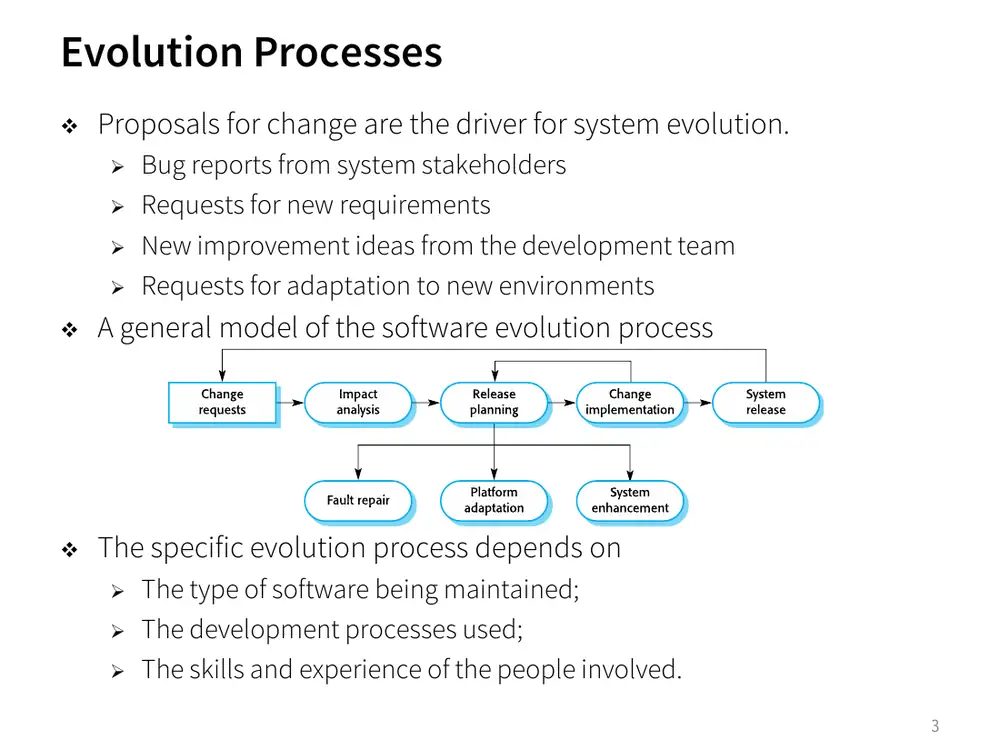 Evolution Processes
❖ Proposals for change are the driver for system evolution.
➢ Bug reports from system stakeholders
➢ Requests for new requirements
➢ New improvement ideas from the development team
➢ Requests for adaptation to new environments
❖ A general model of the software evolution process
Change
requests
Impact
analysis
Release
planning
Change
implementation
System
release
Fault repair
Platform
adaptation
System
enhancement
❖ The specific evolution process depends on
➢ The type of software being maintained;
➢ The development processes used;
➢ The skills and experience of the people involved.
3